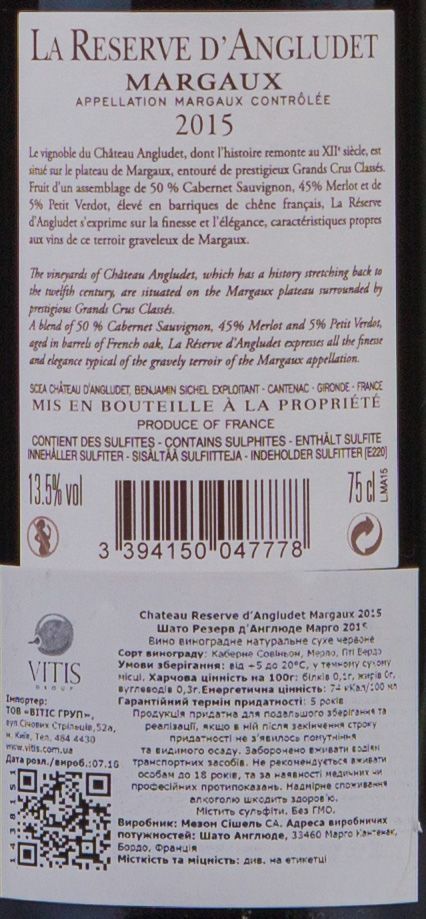 LA RESERVE D'ANGLUDET
MARGAUX
APPELLATION MARGAUX CONTRÔLÉE
2015
Le vignoble du Château Angludet, dont l'histoire remonte au XIIe siècle, est
situé sur le plateau de Margaux, entouré de prestigieux Grands Crus Classés.
Fruit d'un assemblage de 50 % Cabernet Sauvignon, 45% Merlot et de
5% Petit Verdot, élevé en barriques de chêne français, La Réserve
d'Angludet s'exprime sur la finesse et l'élégance, caractéristiques propres
aux vins de ce terroir graveleux de Margaux.
The vineyards of Château Angludet, which has a history stretching back to
the twelfth century, are situated on the Margaux plateau surrounded by
prestigious Grands Crus Classés.
A blend of 50 % Cabernet Sauvignon, 45% Merlot and 5% Petit Verdot,
aged in barrels of French oak, La Réserve d'Angludet expresses all the finesse
and elegance typical of the gravely terroir of the Margaux appellation.
SCEA CHÂTEAU D'ANGLUDET, BENJAMIN SICHEL EXPLOITANT - CANTENAC - GIRONDE - FRANCE
MIS EN BOUTEILLE À LA PROPRIÉTÉ
PRODUCE OF FRANCE
CONTIENT DES SULFITES - CONTAINS SULPHITES - ENTHÄLT SULFITE
INNEHÅLLER SULFITER - SISÄLTÄÄ SULFIITTEJA - INDEHOLDER SULFITTER [E220]
13.5% vol
75 cl
LMA15
3 394150 047778
VITIS
GROUP
Імпортер:
ТОВ «ВІТІС ГРУП»,
вул.Січових Стрільців,52а,
м. Київ, Тел. 484 4430
www.vitis.com.ua
Дата розл./вироб.:07.16
143815 1
Chateau Reserve d'Angludet Margaux 2015
Шато Резерв д'Англюде Марго 2015
Вино виноградне натуральне сухе червоне
Сорт винограду: Каберне Совіньон, Мерло, Піті Вердо
Умови зберігання: від +5 до 20°С, у темному сухому
місці. Харчова цінність на 100г: білків 0,1г, жирів 0г,
вуглеводів 0,3г.Енергетична цінність: 74 кКал/100 мл
Гарантійний термін придатності: 5 років
Продукція придатна для подальшого зберігання та
реалізації, якщо в ній після закінчення строку
придатності не з'явилось помутніння
та видимого осаду. Заборонено вживати водіям
транспортних засобів. Не рекомендується вживати
особам до 18 років, та за наявності медичних чи
професійних протипоказань. Надмірне споживання
алкоголю шкодить здоров'ю.
Містить сульфіти. Без ГМО.
Виробник: Мезон Сішель СА. Адреса виробничих
потужностей: Шато Англюде, 33460 Марго Кантенак,
Бордо, Франція
Місткість та міцність: див. на етикетці